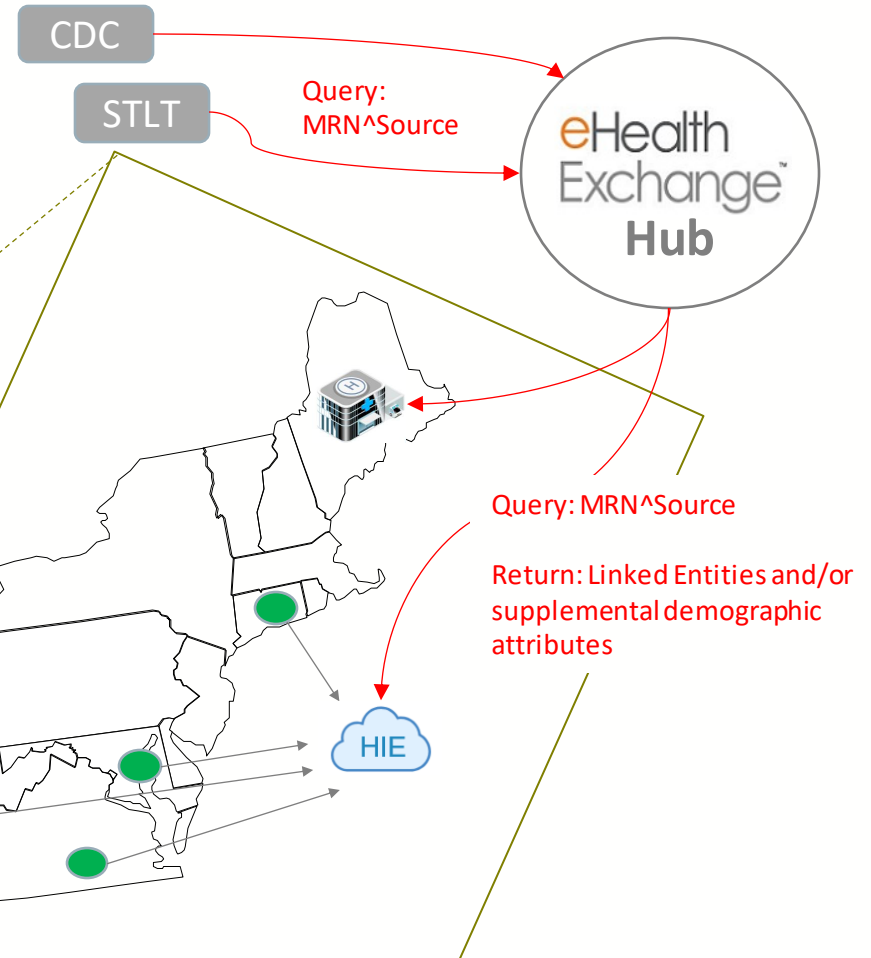 CDC
STLT
Query:
MRN^Source
eHealth
Exchange™
Hub
H
Query: MRN^Source
Return: Linked Entities and/or
supplemental demographic
attributes
HIE